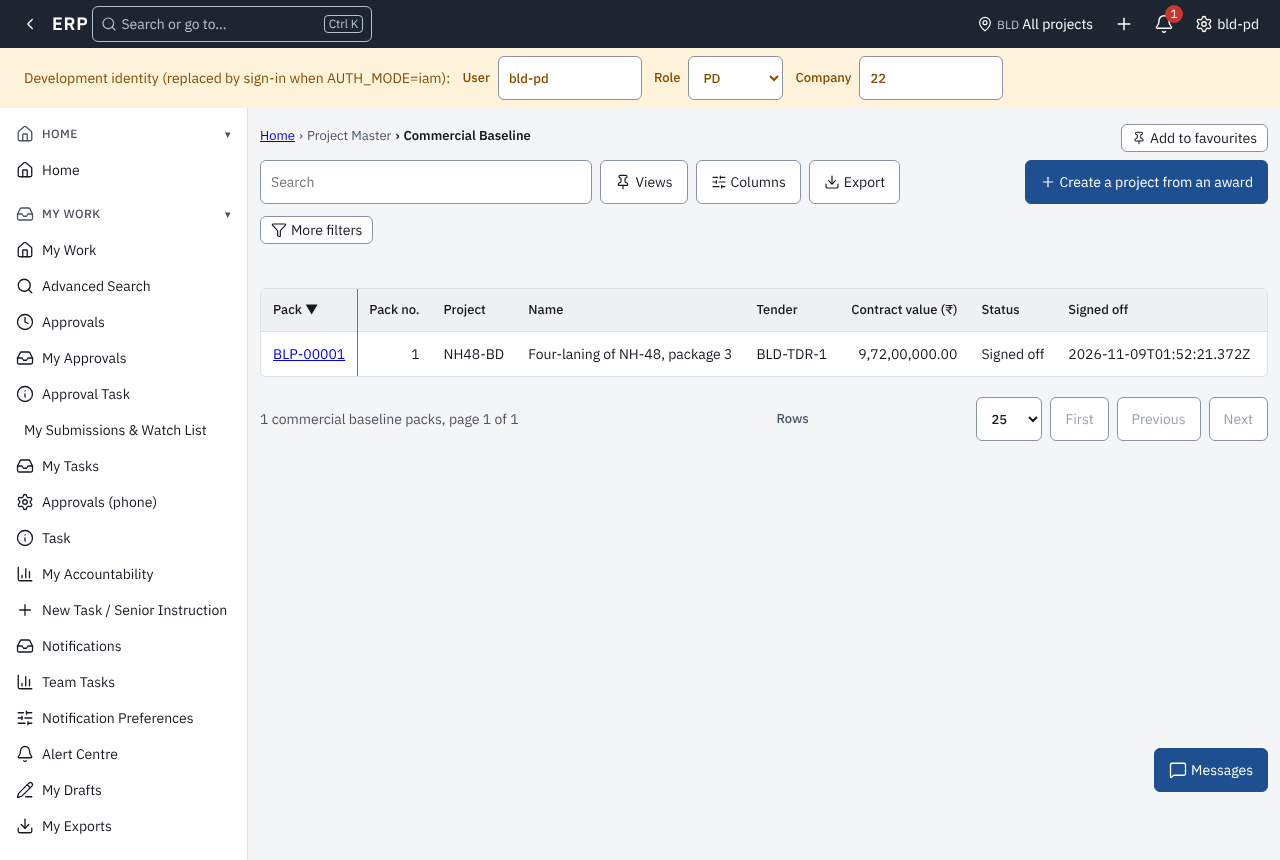 ERP Search or go to... Ctrl K BLD All projects 1 bld-pd
Development identity (replaced by sign-in when AUTH_MODE=iam): User bld-pd Role PD Company 22
HOME
Home
MY WORK
My Work
Advanced Search
Approvals
My Approvals
Approval Task
My Submissions & Watch List
My Tasks
Approvals (phone)
Task
My Accountability
New Task / Senior Instruction
Notifications
Team Tasks
Notification Preferences
Alert Centre
My Drafts
My Exports
Home › Project Master › Commercial Baseline
Add to favourites
Search Views Columns Export + Create a project from an award
More filters
Pack ▼ Pack no. Project Name Tender Contract value (₹) Status Signed off
BLP-00001 1 NH48-BD Four-laning of NH-48, package 3 BLD-TDR-1 9,72,00,000.00 Signed off 2026-11-09T01:52:21.372Z
1 commercial baseline packs, page 1 of 1 Rows 25 First Previous Next
Messages